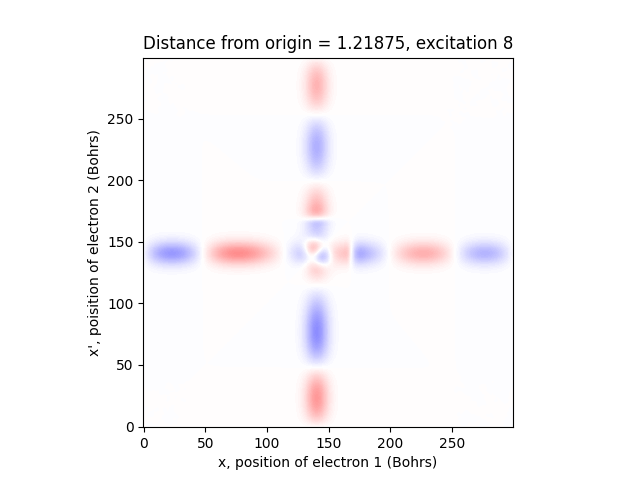 Distance from origin = 1.21875, excitation 8
250
200
150
100
50
0
x', poisition of electron 2 (Bohrs)
0 50 100 150 200 250
x, position of electron 1 (Bohrs)